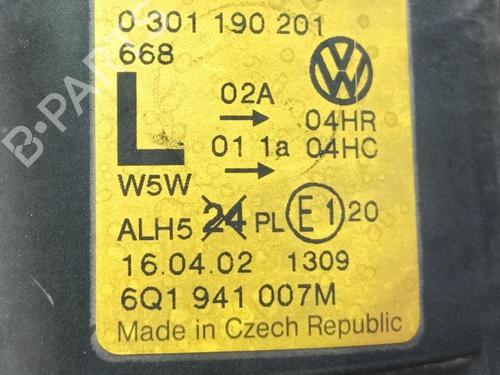 0 301 190 201
668
L
02A
04HR
01 1a
04HC
W5W
ALH5 24 PL E1 20
16.04.02 1309
6Q1 941 007M
Made in Czech Republic
B-PARTS